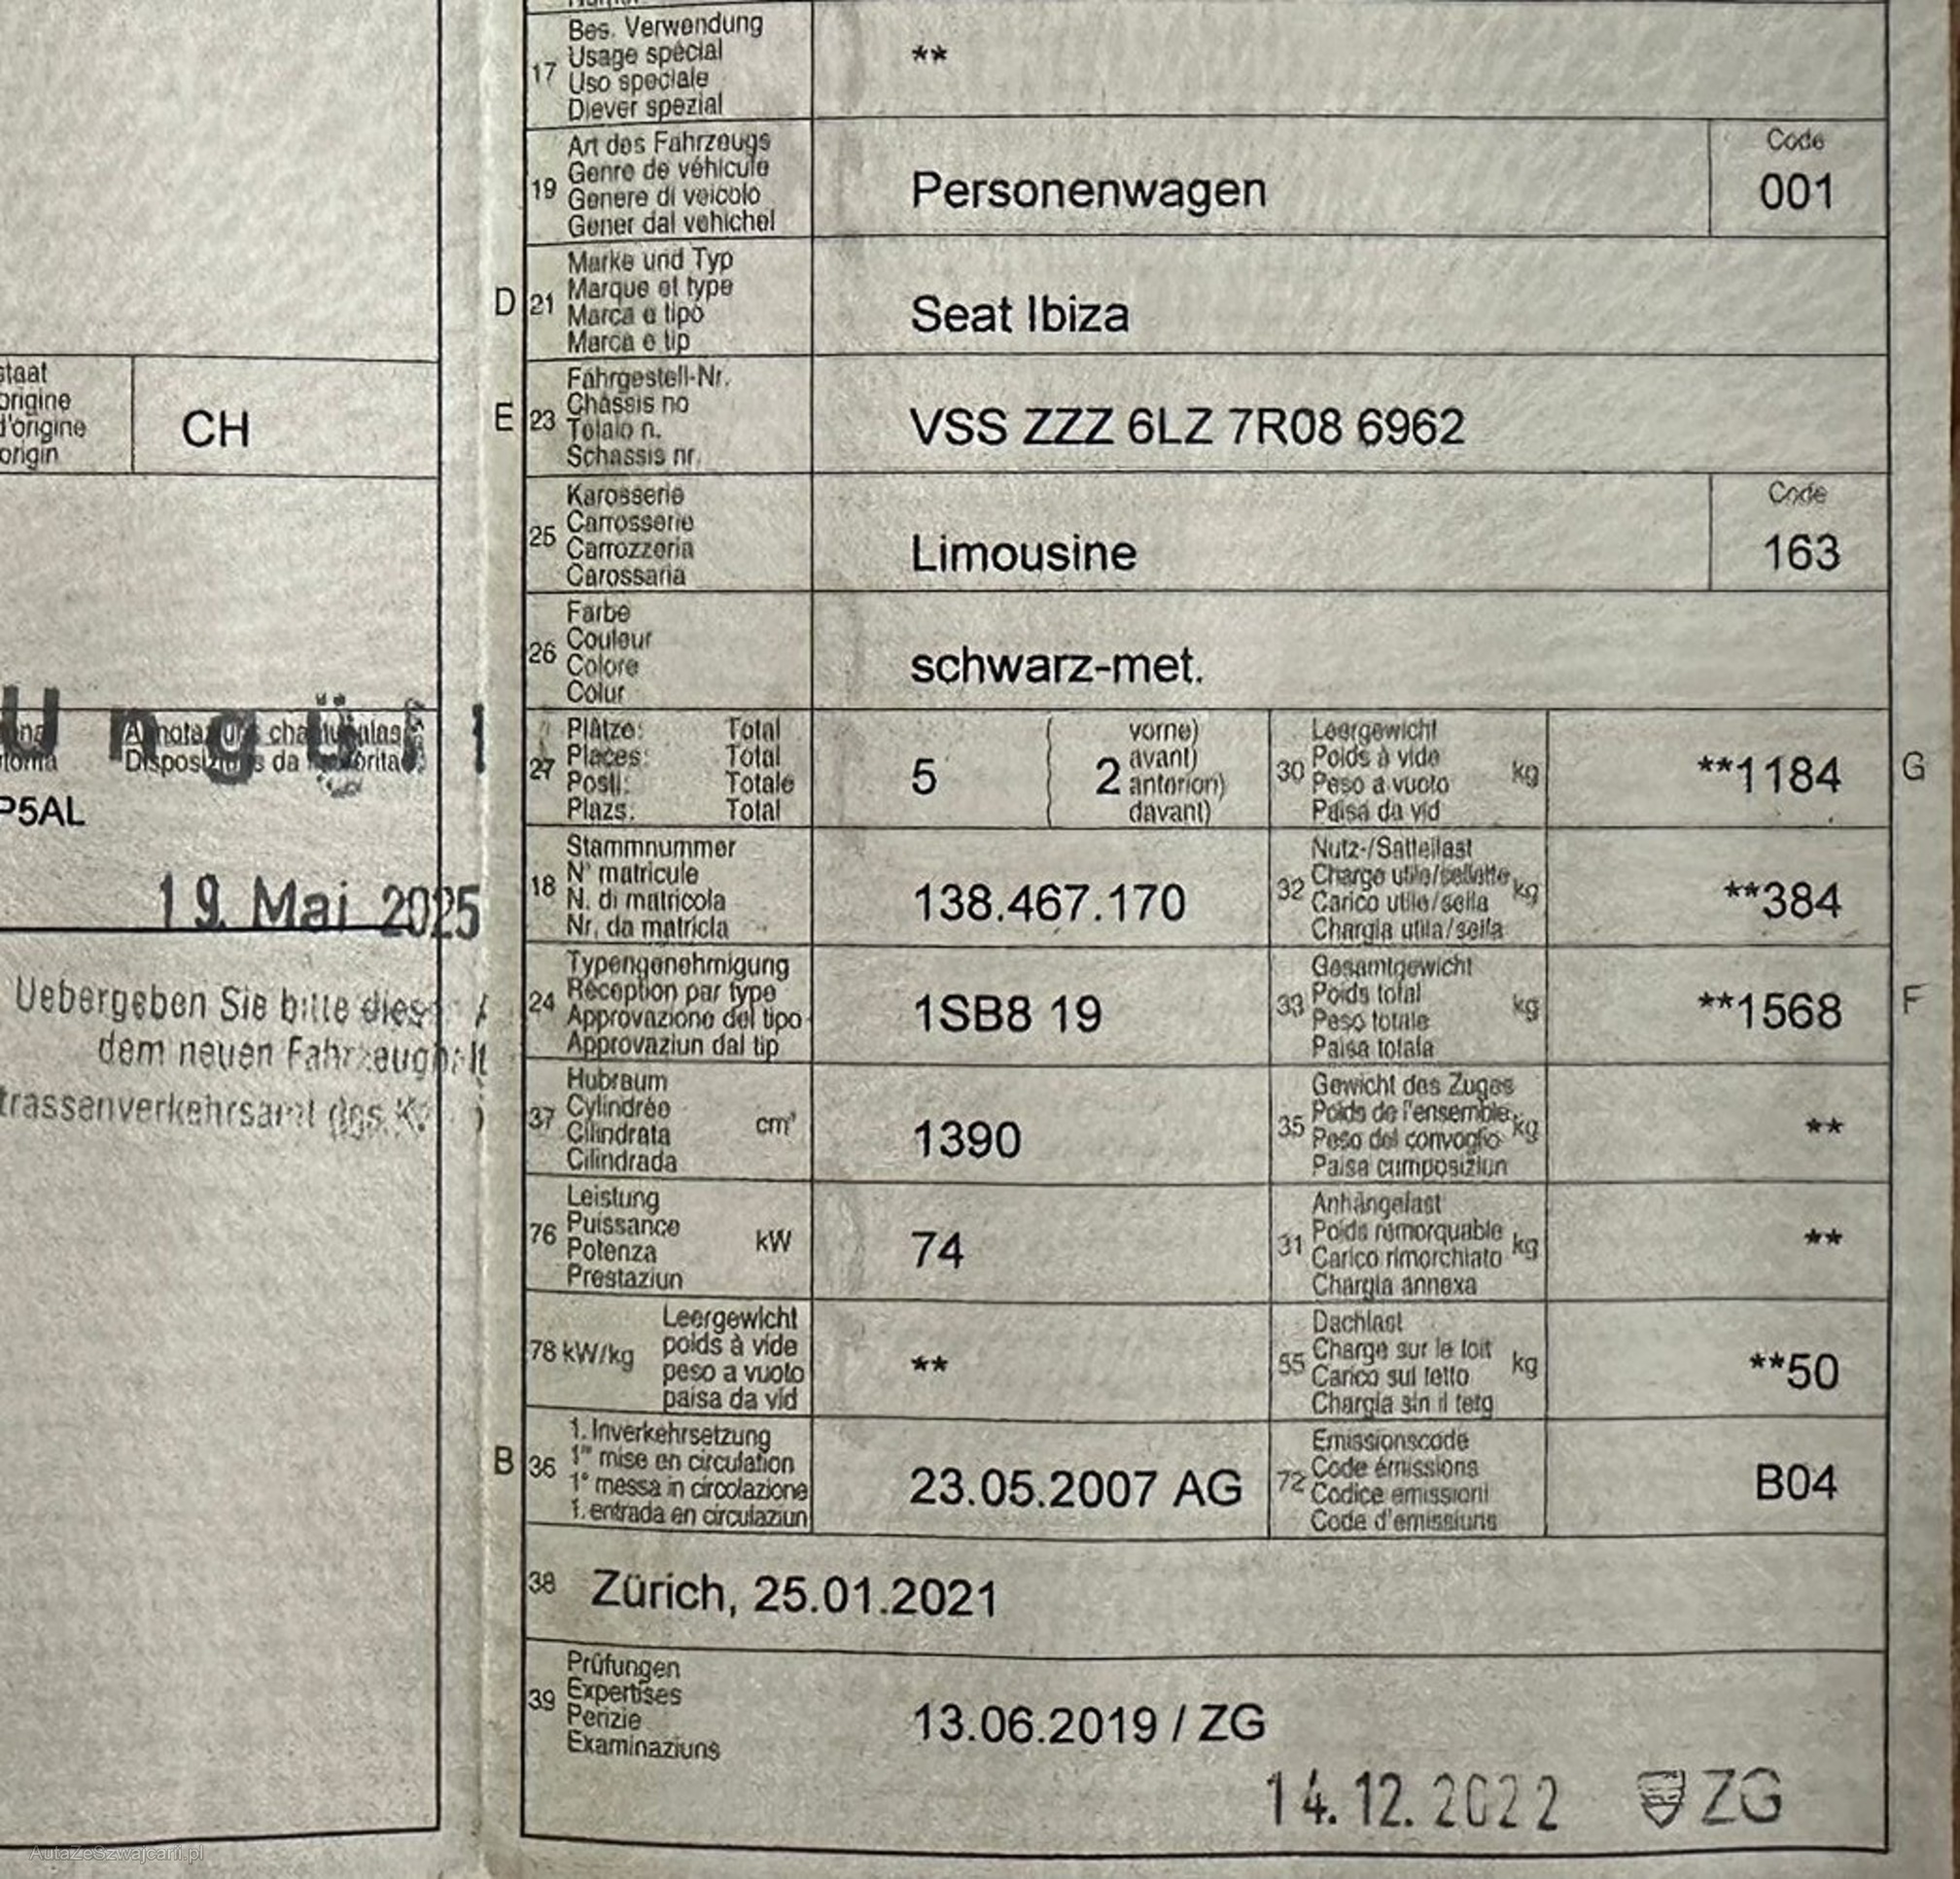 staat
origine
d'origine
origin
CH
Ungül
Disposiziuns da
P5AL
19. Mai 2025
Uebergeben Sie bitte diesen
dem neuen Fahrzeughalt
trassenverkehrsamt des K
17 Bes. Verwendung
Usage spécial
Uso speciale
Diever spezial
**
19 Art des Fahrzeugs
Genre de véhicule
Genere di veicolo
Gener dal vehichel
Personenwagen
Code
001
D 21 Marke und Typ
Marque et type
Marca e tipo
Marca e tip
Seat Ibiza
E 23 Fahrgestell-Nr.
Châssis no
Telaio n.
Schassis nr.
VSS ZZZ 6LZ 7R08 6962
25 Karosserie
Carrosserie
Carrozzeria
Carossaria
Limousine
Code
163
26 Farbe
Couleur
Colore
Colur
schwarz-met.
27 Plätze: Total
Places: Total
Posti: Totale
Plazs: Total
5
2
vorne)
avant)
anteriori)
davant)
30 Leergewicht
Poids à vide
Peso a vuoto
Paisa da vid
kg
**1184
G
18 Stammnummer
N° matricule
N. di matricola
Nr. da matricla
138.467.170
32 Nutz-/Sattellast
Charge utile/sellette
Carico utile/sella
Chargia utila/sella
kg
**384
24 Typengenehmigung
Réception par type
Approvazione del tipo
Approvaziun dal tip
1SB8 19
33 Gesamtgewicht
Poids total
Peso totale
Paisa totala
kg
**1568
F
37 Hubraum
Cylindrée
Cilindrata
Cilindrada
cm³
1390
35 Gewicht des Zuges
Poids de l'ensemble
Peso del convoglio
Paisa cumposiziun
kg
**
76 Leistung
Puissance
Potenza
Prestaziun
kW
74
31 Anhängelast
Poids remorquable
Carico rimorchiato
Chargia annexa
kg
**
78 kW/kg
Leergewicht
poids à vide
peso a vuoto
paisa da vid
**
55 Dachlast
Charge sur le toit
Carico sul tetto
Chargia sin il tetg
kg
**50
B 36 1. Inverkehrsetzung
1re mise en circulation
1° messa in circolazione
1. entrada en circulaziun
23.05.2007 AG
72 Emissionscode
Code émissions
Codice emissioni
Code d'emissiuns
B04
38 Zürich, 25.01.2021
39 Prüfungen
Expertises
Perizie
Examinaziuns
13.06.2019 / ZG
14.12.2022 ZG
AutaZeSzwajcarii.pl